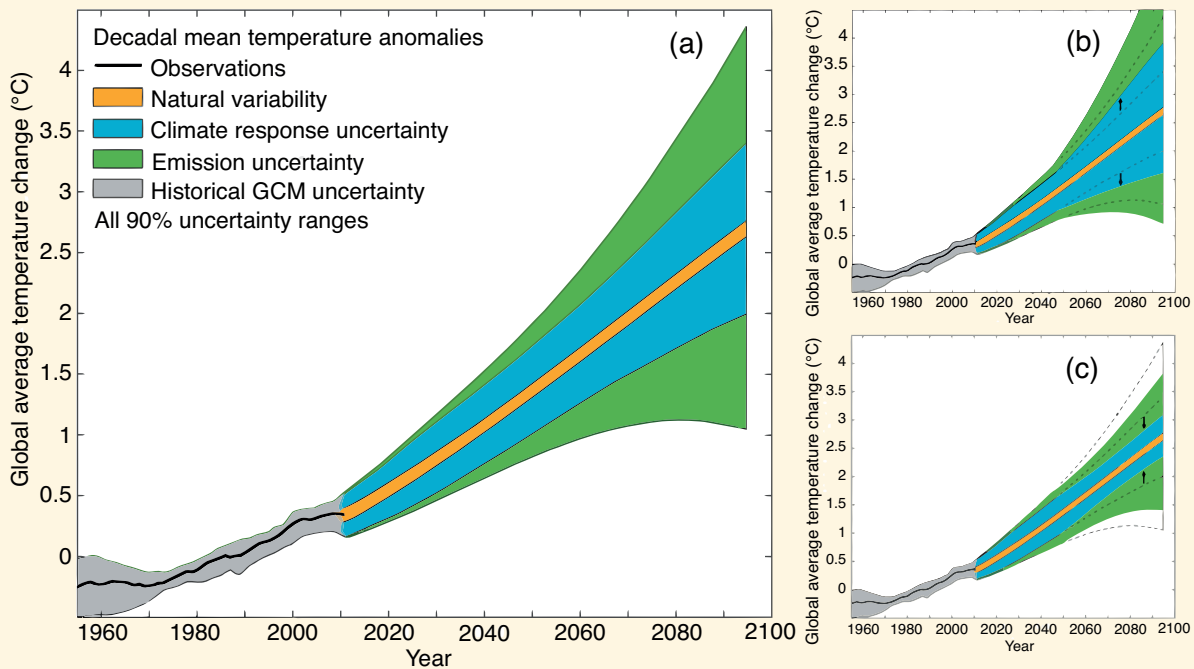 (a)
Decadal mean temperature anomalies
Observations
Natural variability
Climate response uncertainty
Emission uncertainty
Historical GCM uncertainty
All 90% uncertainty ranges
Global average temperature change (°C)
4
3.5
3
2.5
2
1.5
1
0.5
0
1960 1980 2000 2020 2040 2060 2080 2100
Year
(b)
Global average temperature change (°C)
4
3.5
3
2.5
2
1.5
1
0.5
0
1960 1980 2000 2020 2040 2060 2080 2100
Year
(c)
Global average temperature change (°C)
4
3
2.5
2
1.5
1
0.5
0
1960 1980 2000 2020 2040 2060 2080 2100
Year